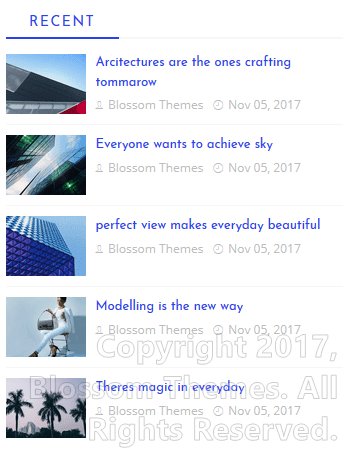 RECENT
Arcitectures are the ones crafting
tommarow
Blossom Themes Nov 05, 2017
Everyone wants to achieve sky
Blossom Themes Nov 05, 2017
perfect view makes everyday beautiful
Blossom Themes Nov 05, 2017
Modelling is the new way
Blossom Themes Nov 05, 2017
Theres magic in everyday
Blossom Themes Nov 05, 2017
Copyright 2017,
Blossom Themes. All
Rights Reserved.